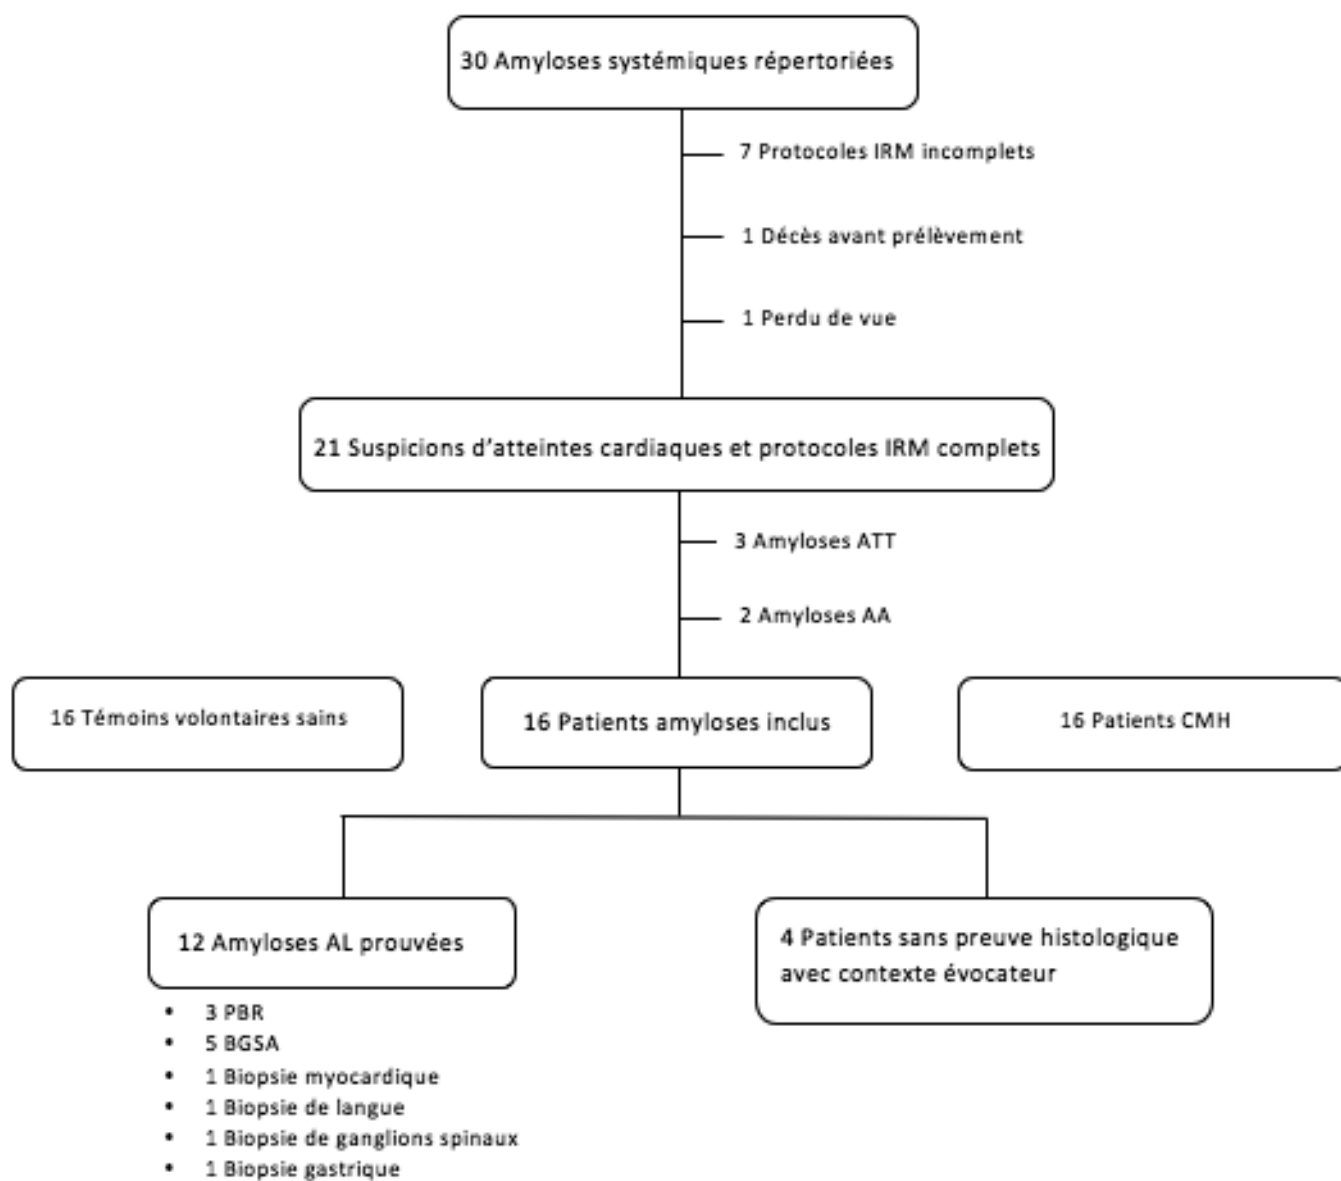 30 Amyloses systémiques répertoriées
7 Protocoles IRM incomplets
1 Décès avant prélèvement
1 Perdu de vue
21 Suspicions d'atteintes cardiaques et protocoles IRM complets
3 Amyloses ATT
2 Amyloses AA
16 Témoins volontaires sains
16 Patients amyloses inclus
16 Patients CMH
12 Amyloses AL prouvées
• 3 PBR
• 5 BGSA
• 1 Biopsie myocardique
• 1 Biopsie de langue
• 1 Biopsie de ganglions spinaux
• 1 Biopsie gastrique
4 Patients sans preuve histologique
avec contexte évocateur